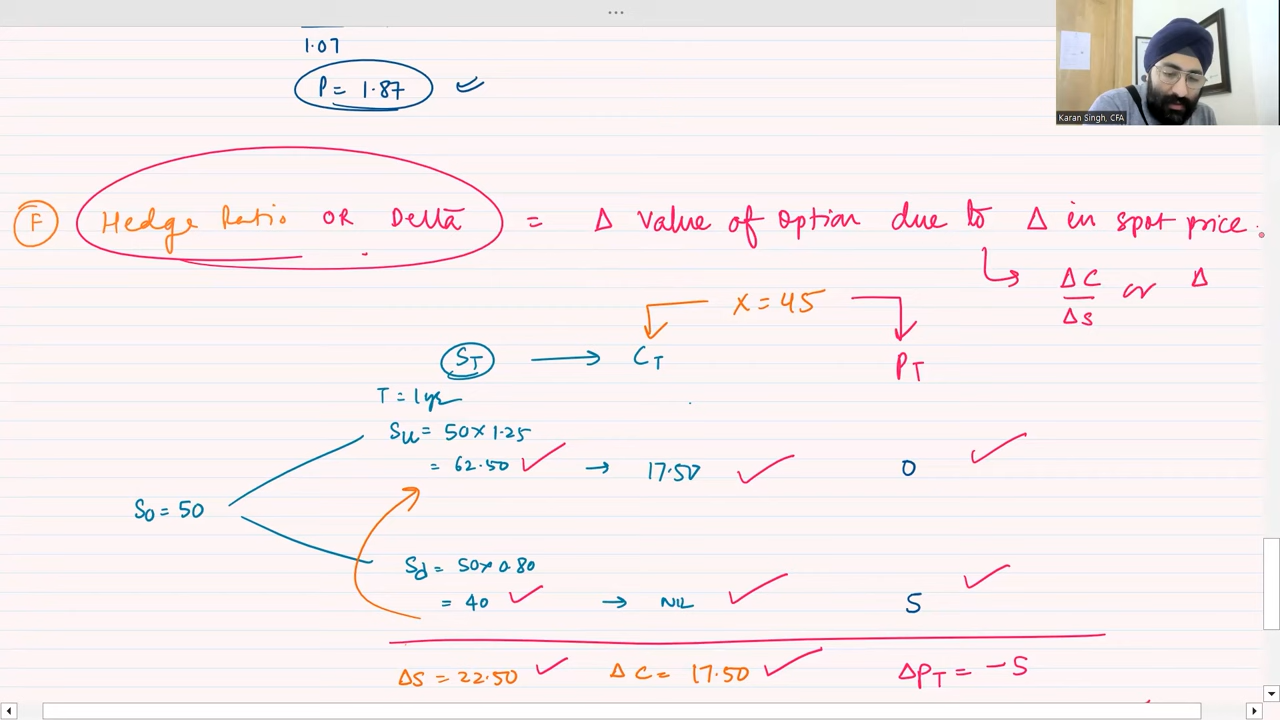 1.07
P = 1.87
Karan Singh, CFA
F Hedge Ratio OR Delta = Δ Value of option due to Δ in spot price.
ΔC/ΔS or Δ
X = 45
ST → CT PT
T = 1yr
Su = 50 x 1.25
= 62.50 → 17.50 0
S0 = 50
Sd = 50 x 0.80
= 40 → NIL 5
ΔS = 22.50 ΔC = 17.50 ΔPT = -5